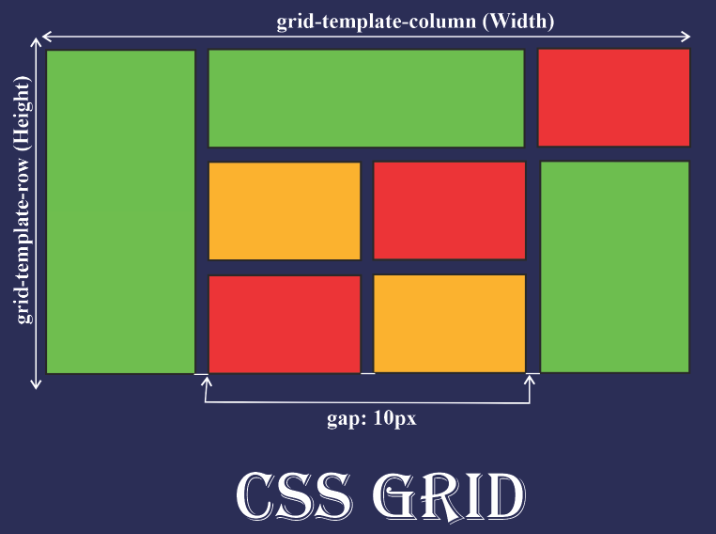 grid-template-column (Width)
grid-template-row (Height)
gap: 10px
CSS GRID